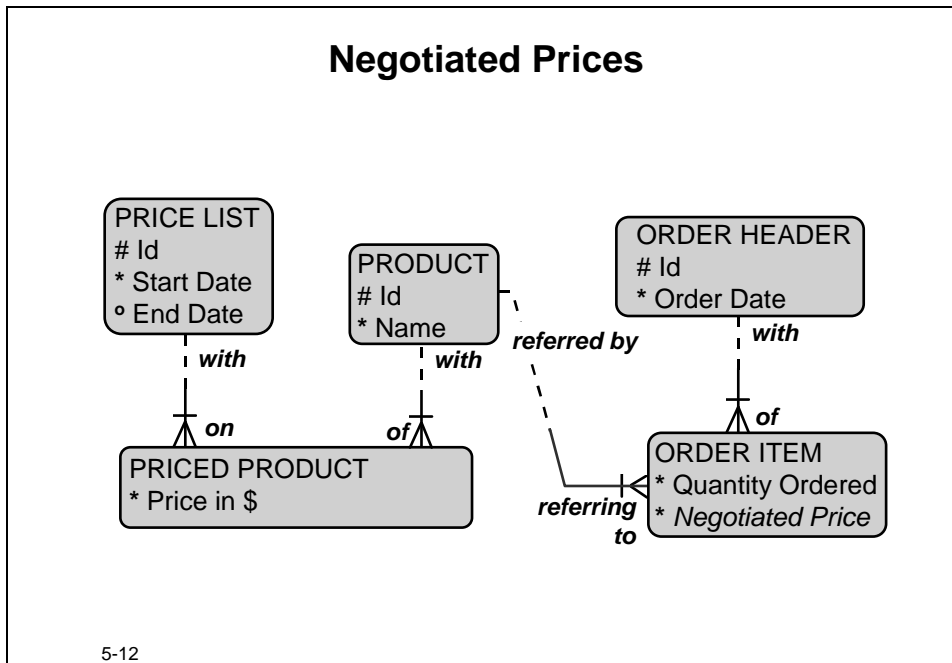 Negotiated Prices
PRICE LIST
# Id
* Start Date
º End Date
PRODUCT
# Id
* Name
ORDER HEADER
# Id
* Order Date
with
with
referred by
with
on
of
of
PRICED PRODUCT
* Price in $
ORDER ITEM
* Quantity Ordered
* Negotiated Price
referring
to
5-12